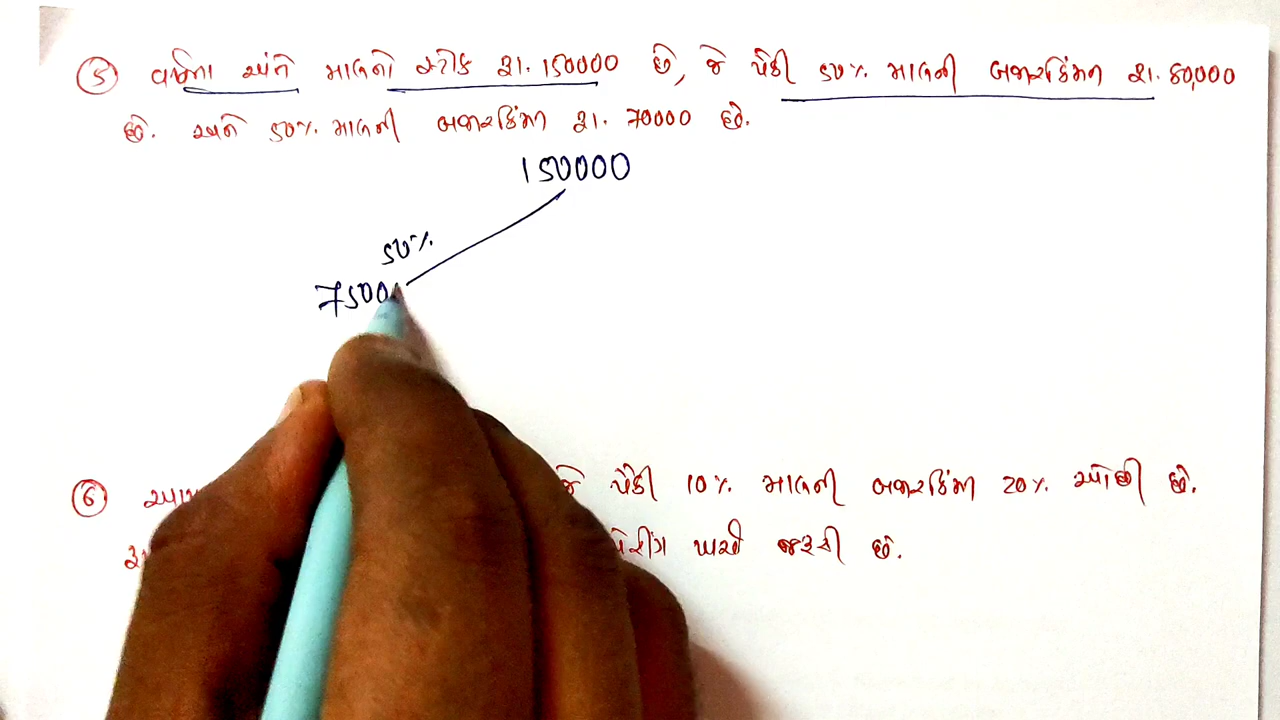 ⑤ વર્ષના અંતે માલનો સ્ટોક રૂા. 150000 છે, જે પૈકી 50% માલની બજારકિંમત રૂા. 80,000
છે. અને 50% માલની બજારકિંમત રૂા. 70000 છે.
150000
50%
7500
⑥ જે પૈકી 10% માલની બજારકિંમત 20% ઓછી છે.
પાસે જરૂરી છે.